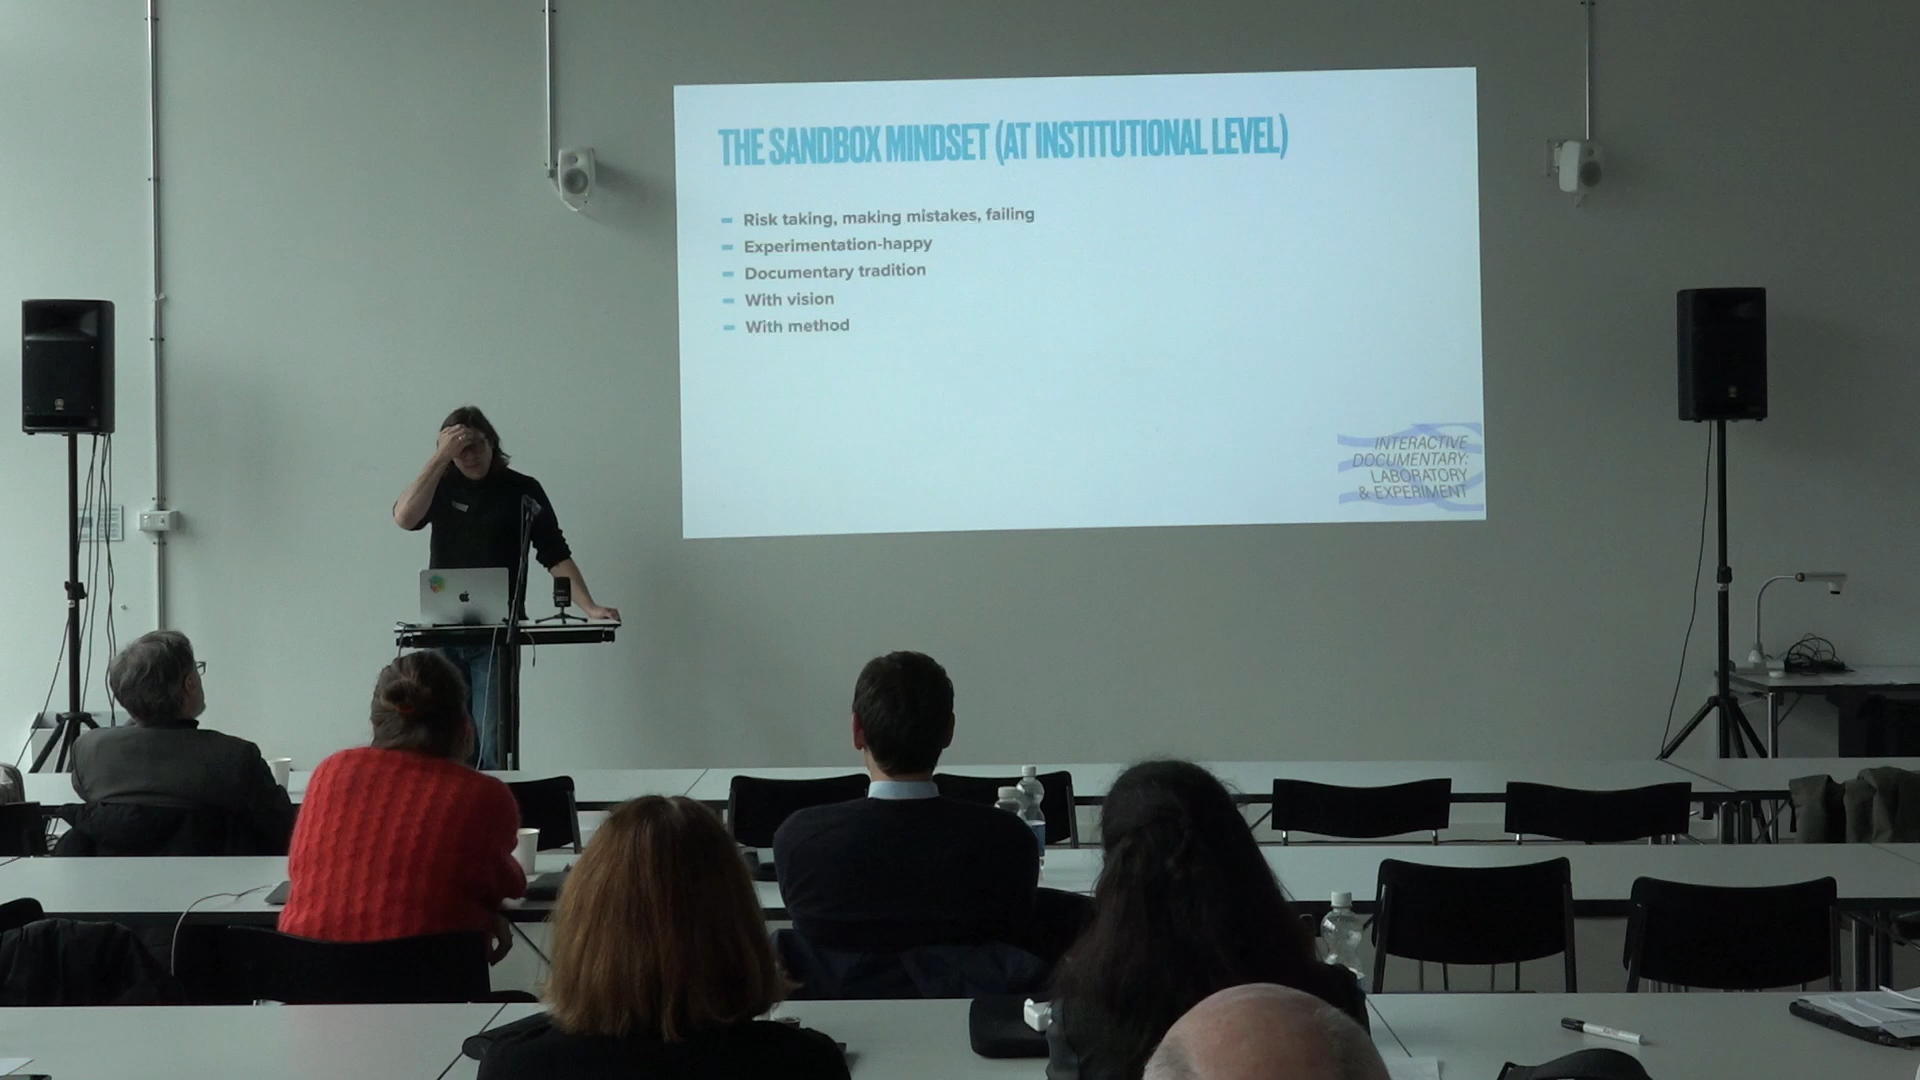 THE SANDBOX MINDSET (AT INSTITUTIONAL LEVEL)
Risk taking, making mistakes, failing
Experimentation-happy
Documentary tradition
With vision
With method
INTERACTIVE
DOCUMENTARY:
LABORATORY
& EXPERIMENT